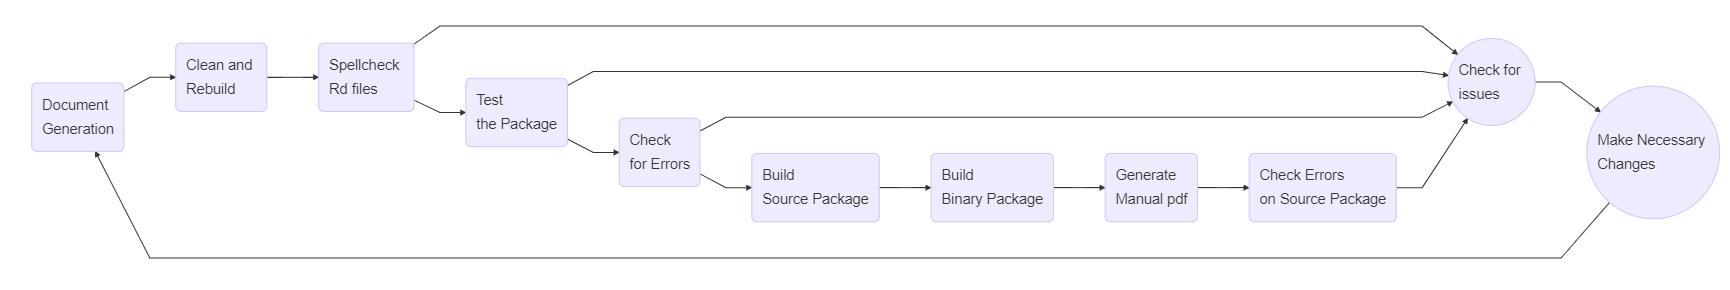 Document
Generation
Clean and
Rebuild
Spellcheck
Rd files
Test
the Package
Check
for Errors
Build
Source Package
Build
Binary Package
Generate
Manual pdf
Check Errors
on Source Package
Check for
issues
Make Necessary
Changes